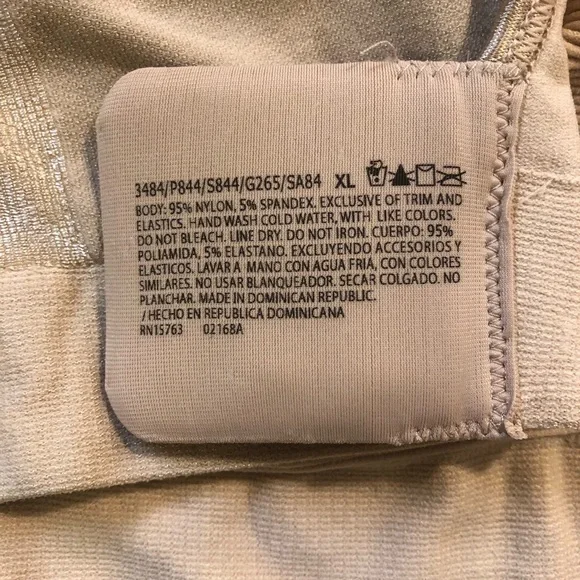 3484/P844/S844/G265/SA84 XL
BODY: 95% NYLON, 5% SPANDEX. EXCLUSIVE OF TRIM AND
ELASTICS. HAND WASH COLD WATER, WITH LIKE COLORS.
DO NOT BLEACH. LINE DRY. DO NOT IRON. CUERPO: 95%
POLIAMIDA, 5% ELASTANO. EXCLUYENDO ACCESORIOS Y
ELASTICOS. LAVAR A MANO CON AGUA FRIA, CON COLORES
SIMILARES. NO USAR BLANQUEADOR. SECAR COLGADO. NO
PLANCHAR. MADE IN DOMINICAN REPUBLIC.
/ HECHO EN REPUBLICA DOMINICANA
RN15763 0216BA